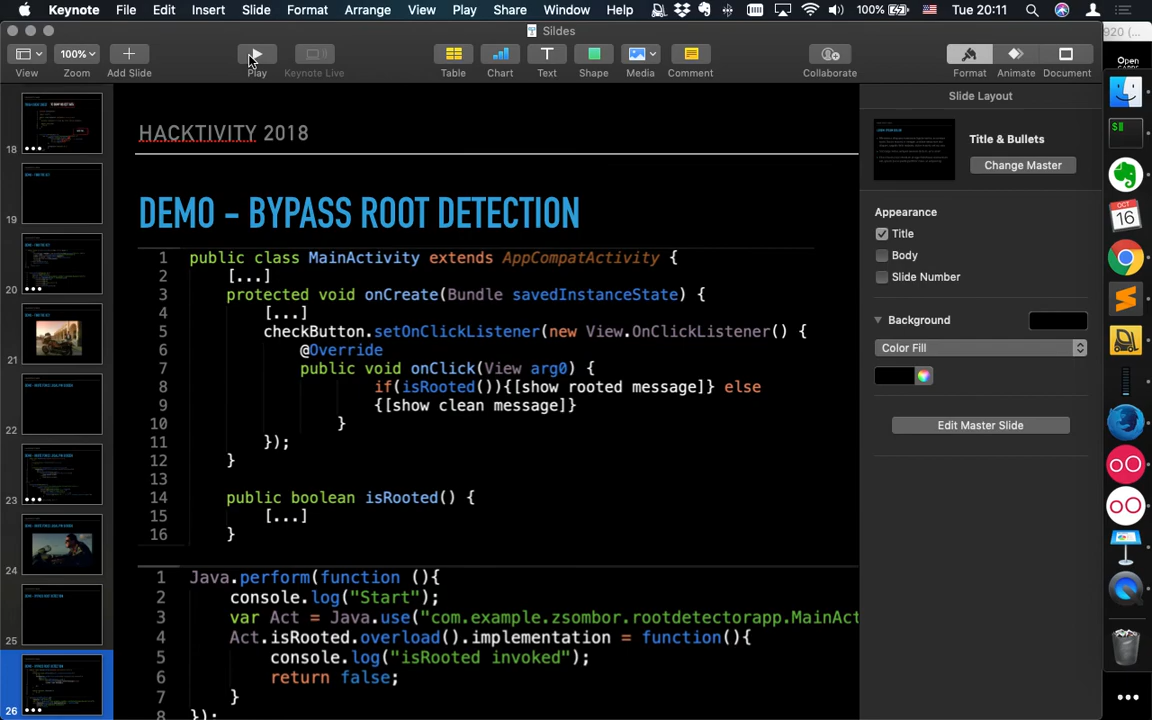 Keynote File Edit Insert Slide Format Arrange View Play Share Window Help 100% Tue 20:11
Slides
100%
View Zoom Add Slide Play Keynote Live Table Chart Text Shape Media Comment Collaborate Format Animate Document
Slide Layout
Title & Bullets
Change Master
Appearance
Title
Body
Slide Number
Background
Color Fill
Edit Master Slide
18
19
20
21
22
23
24
25
26
HACKTIVITY 2018
DEMO - BYPASS ROOT DETECTION
1 public class MainActivity extends AppCompatActivity {
2 [...]
3 protected void onCreate(Bundle savedInstanceState) {
4 [...]
5 checkButton.setOnClickListener(new View.OnClickListener() {
6 @Override
7 public void onClick(View arg0) {
8 if(isRooted()){[show rooted message]} else
9 {[show clean message]}
10 }
11 });
12 }
13
14 public boolean isRooted() {
15 [...]
16 }
1 Java.perform(function (){
2 console.log("Start");
3 var Act = Java.use("com.example.zsombor.rootdetectorapp.MainAct
4 Act.isRooted.overload().implementation = function(){
5 console.log("isRooted invoked");
6 return false;
7 }
8 });
920 (...
OPEN
OCT
16